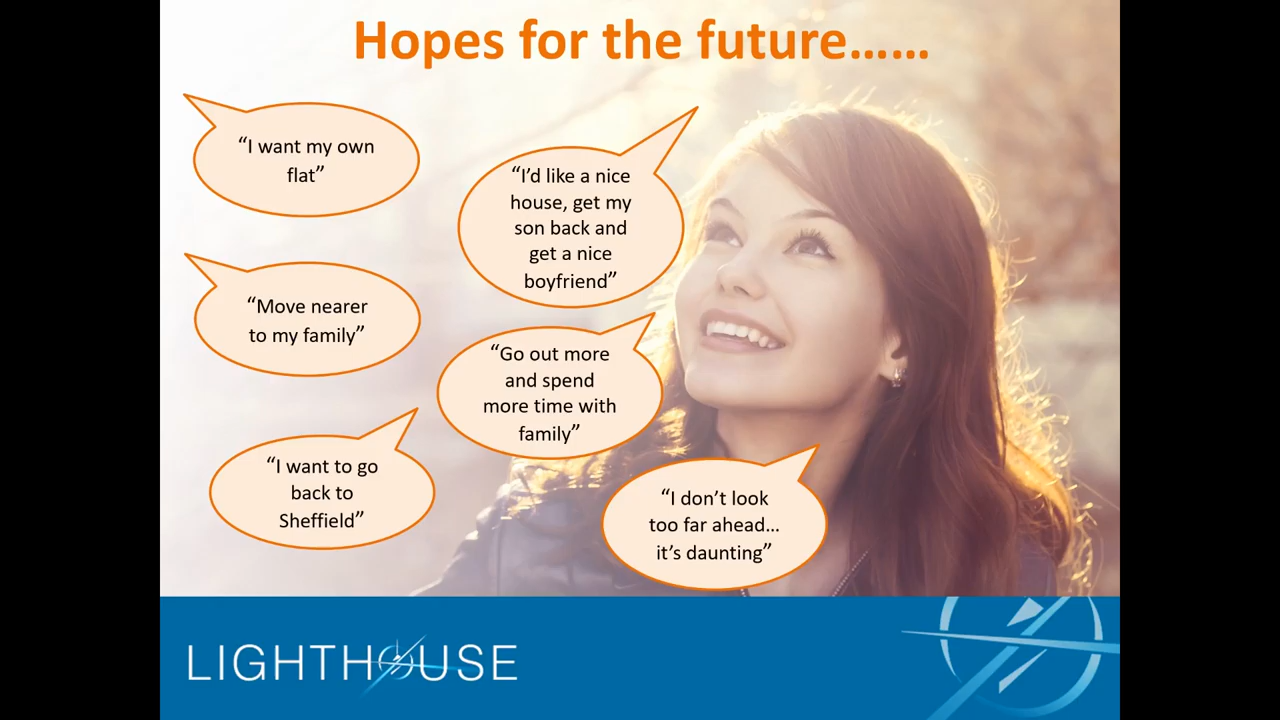 Hopes for the future……
“I want my own
flat”
“I’d like a nice
house, get my
son back and
get a nice
boyfriend”
“Move nearer
to my family”
“Go out more
and spend
more time with
family”
“I want to go
back to
Sheffield”
“I don’t look
too far ahead…
it’s daunting”
LIGHTHOUSE